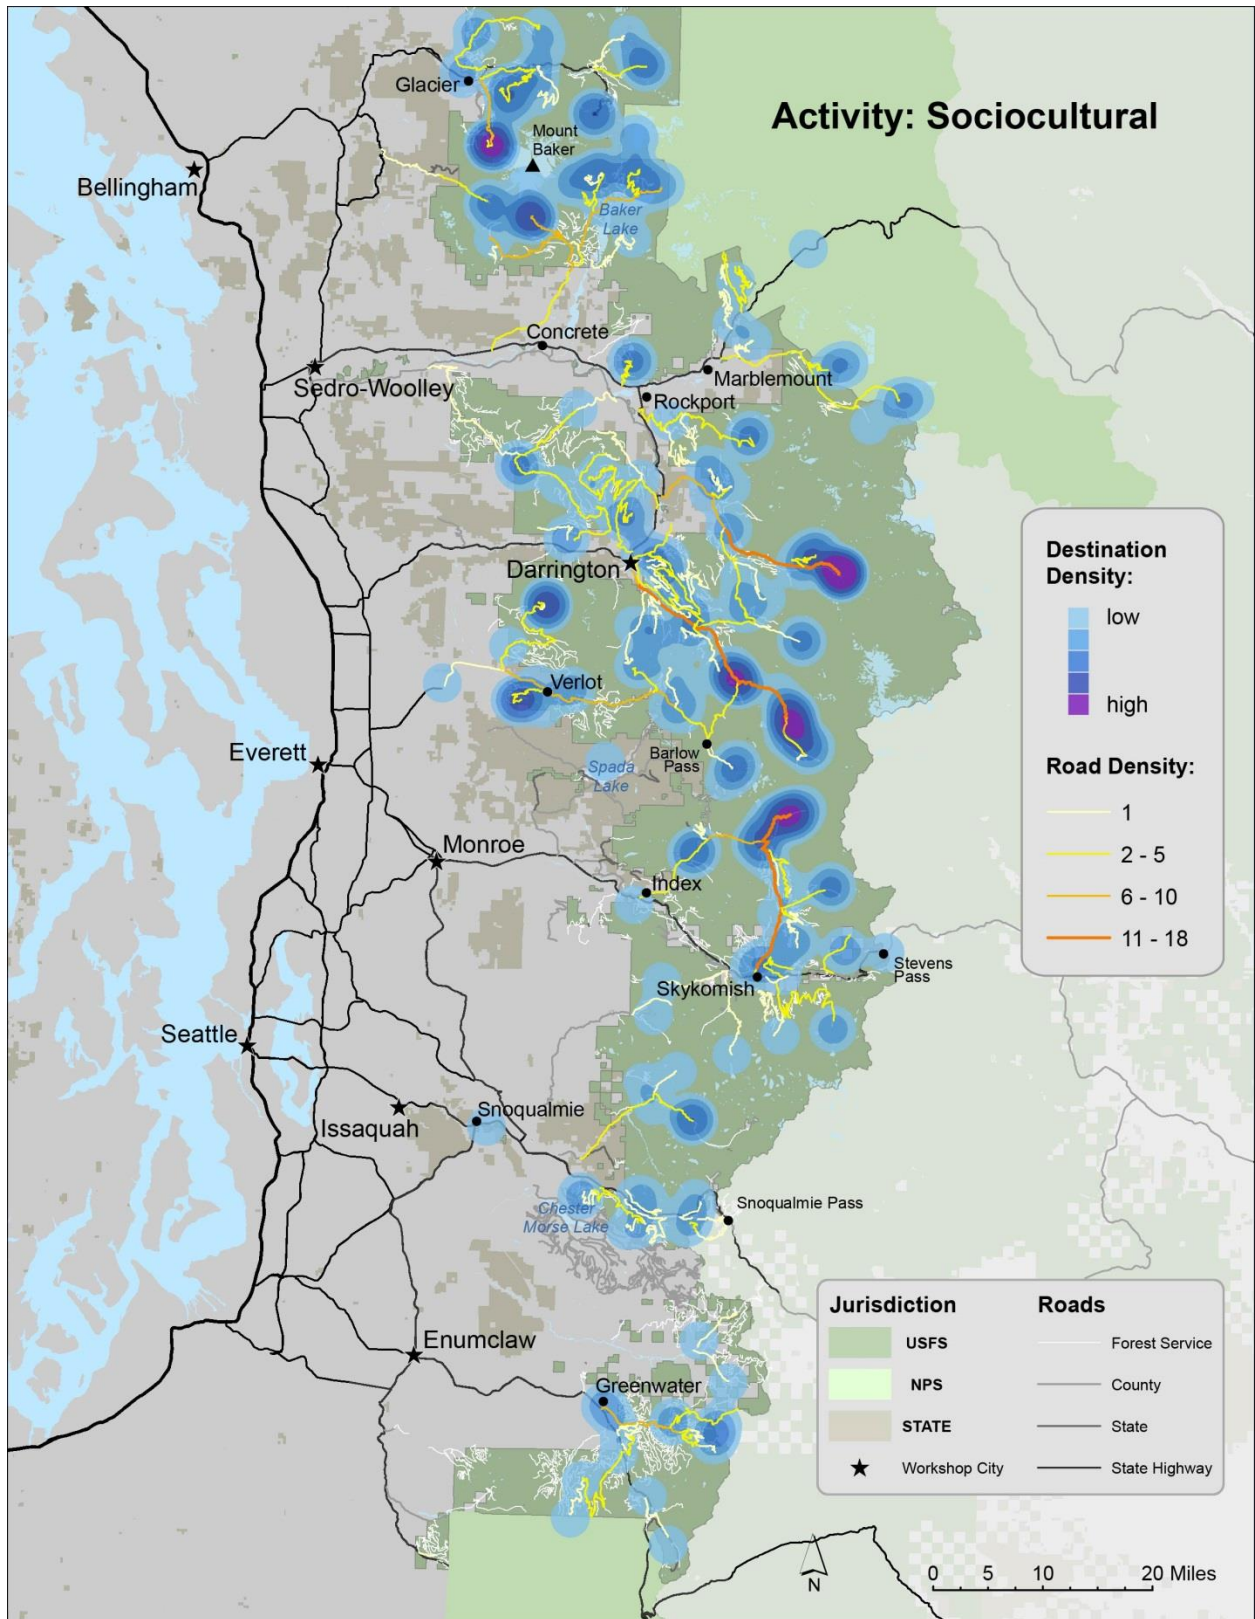 Activity: Sociocultural
Glacier
Mount
Baker
Bellingham
Baker
Lake
Concrete
Sedro-Woolley
Marblemount
Rockport
Darrington
Verlot
Everett
Barlow
Pass
Spada
Lake
Monroe
Index
Stevens
Pass
Skykomish
Seattle
Snoqualmie
Issaquah
Chester
Morse Lake
Snoqualmie Pass
Enumclaw
Greenwater
Destination
Density:
low
high
Road Density:
1
2 - 5
6 - 10
11 - 18
Jurisdiction
Roads
USFS
Forest Service
NPS
County
STATE
State
Workshop City
State Highway
N
0 5 10 20 Miles